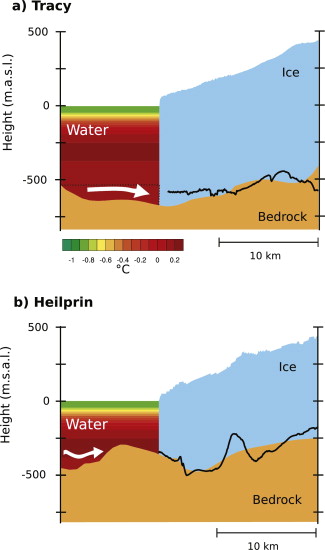 a) Tracy
500
Ice
0
Water
Height (m.a.s.l.)
-500
Bedrock
-1 -0.8 -0.6 -0.4 -0.2 0 0.2
°C
10 km
b) Heilprin
500
Ice
0
Water
Height (m.a.s.l.)
-500
Bedrock
10 km